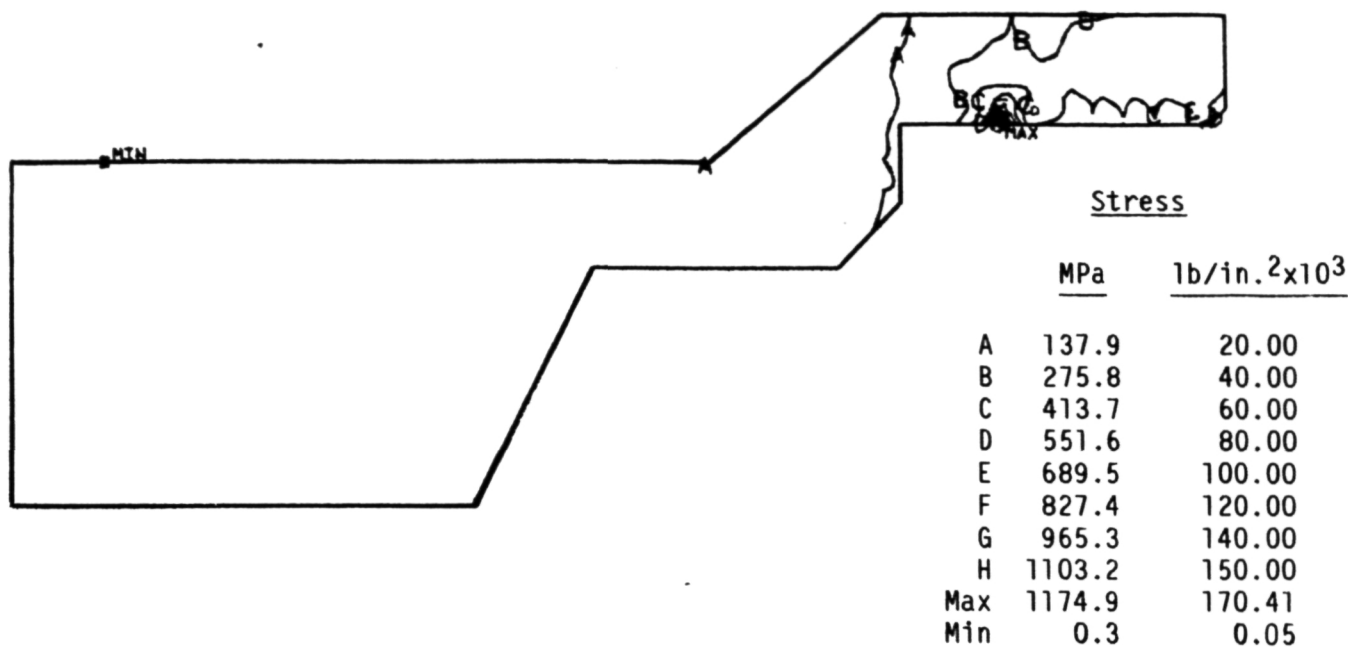 A
B
B
A
B C
E
D
MAX
MIN
A
Stress
MPa lb/in.2x103
A 137.9 20.00
B 275.8 40.00
C 413.7 60.00
D 551.6 80.00
E 689.5 100.00
F 827.4 120.00
G 965.3 140.00
H 1103.2 150.00
Max 1174.9 170.41
Min 0.3 0.05